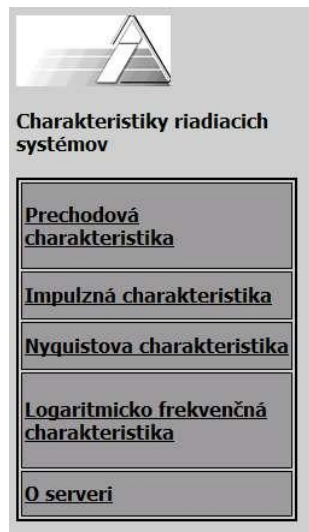 Charakteristiky riadiacich
systémov
Prechodová
charakteristika
Impulzná charakteristika
Nyquistova charakteristika
Logaritmicko frekvenčná
charakteristika
O serveri